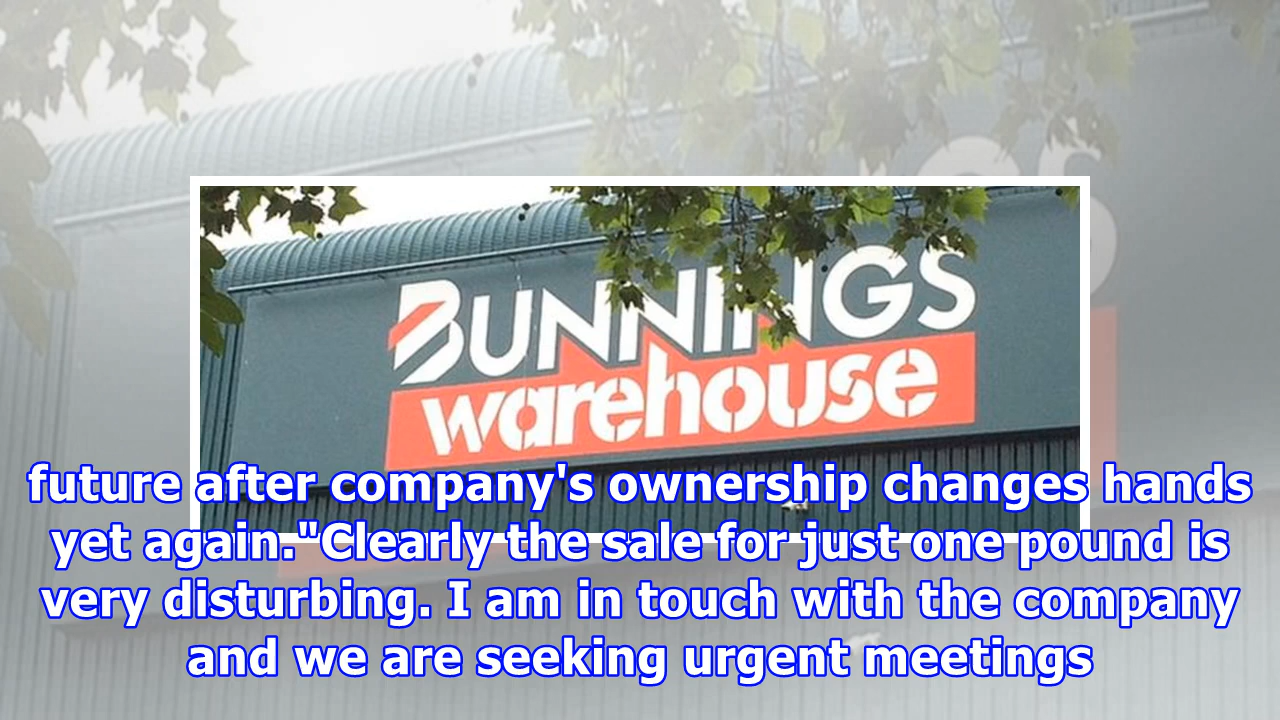 BUNNINGS
warehouse
future after company's ownership changes hands
yet again."Clearly the sale for just one pound is
very disturbing. I am in touch with the company
and we are seeking urgent meetings